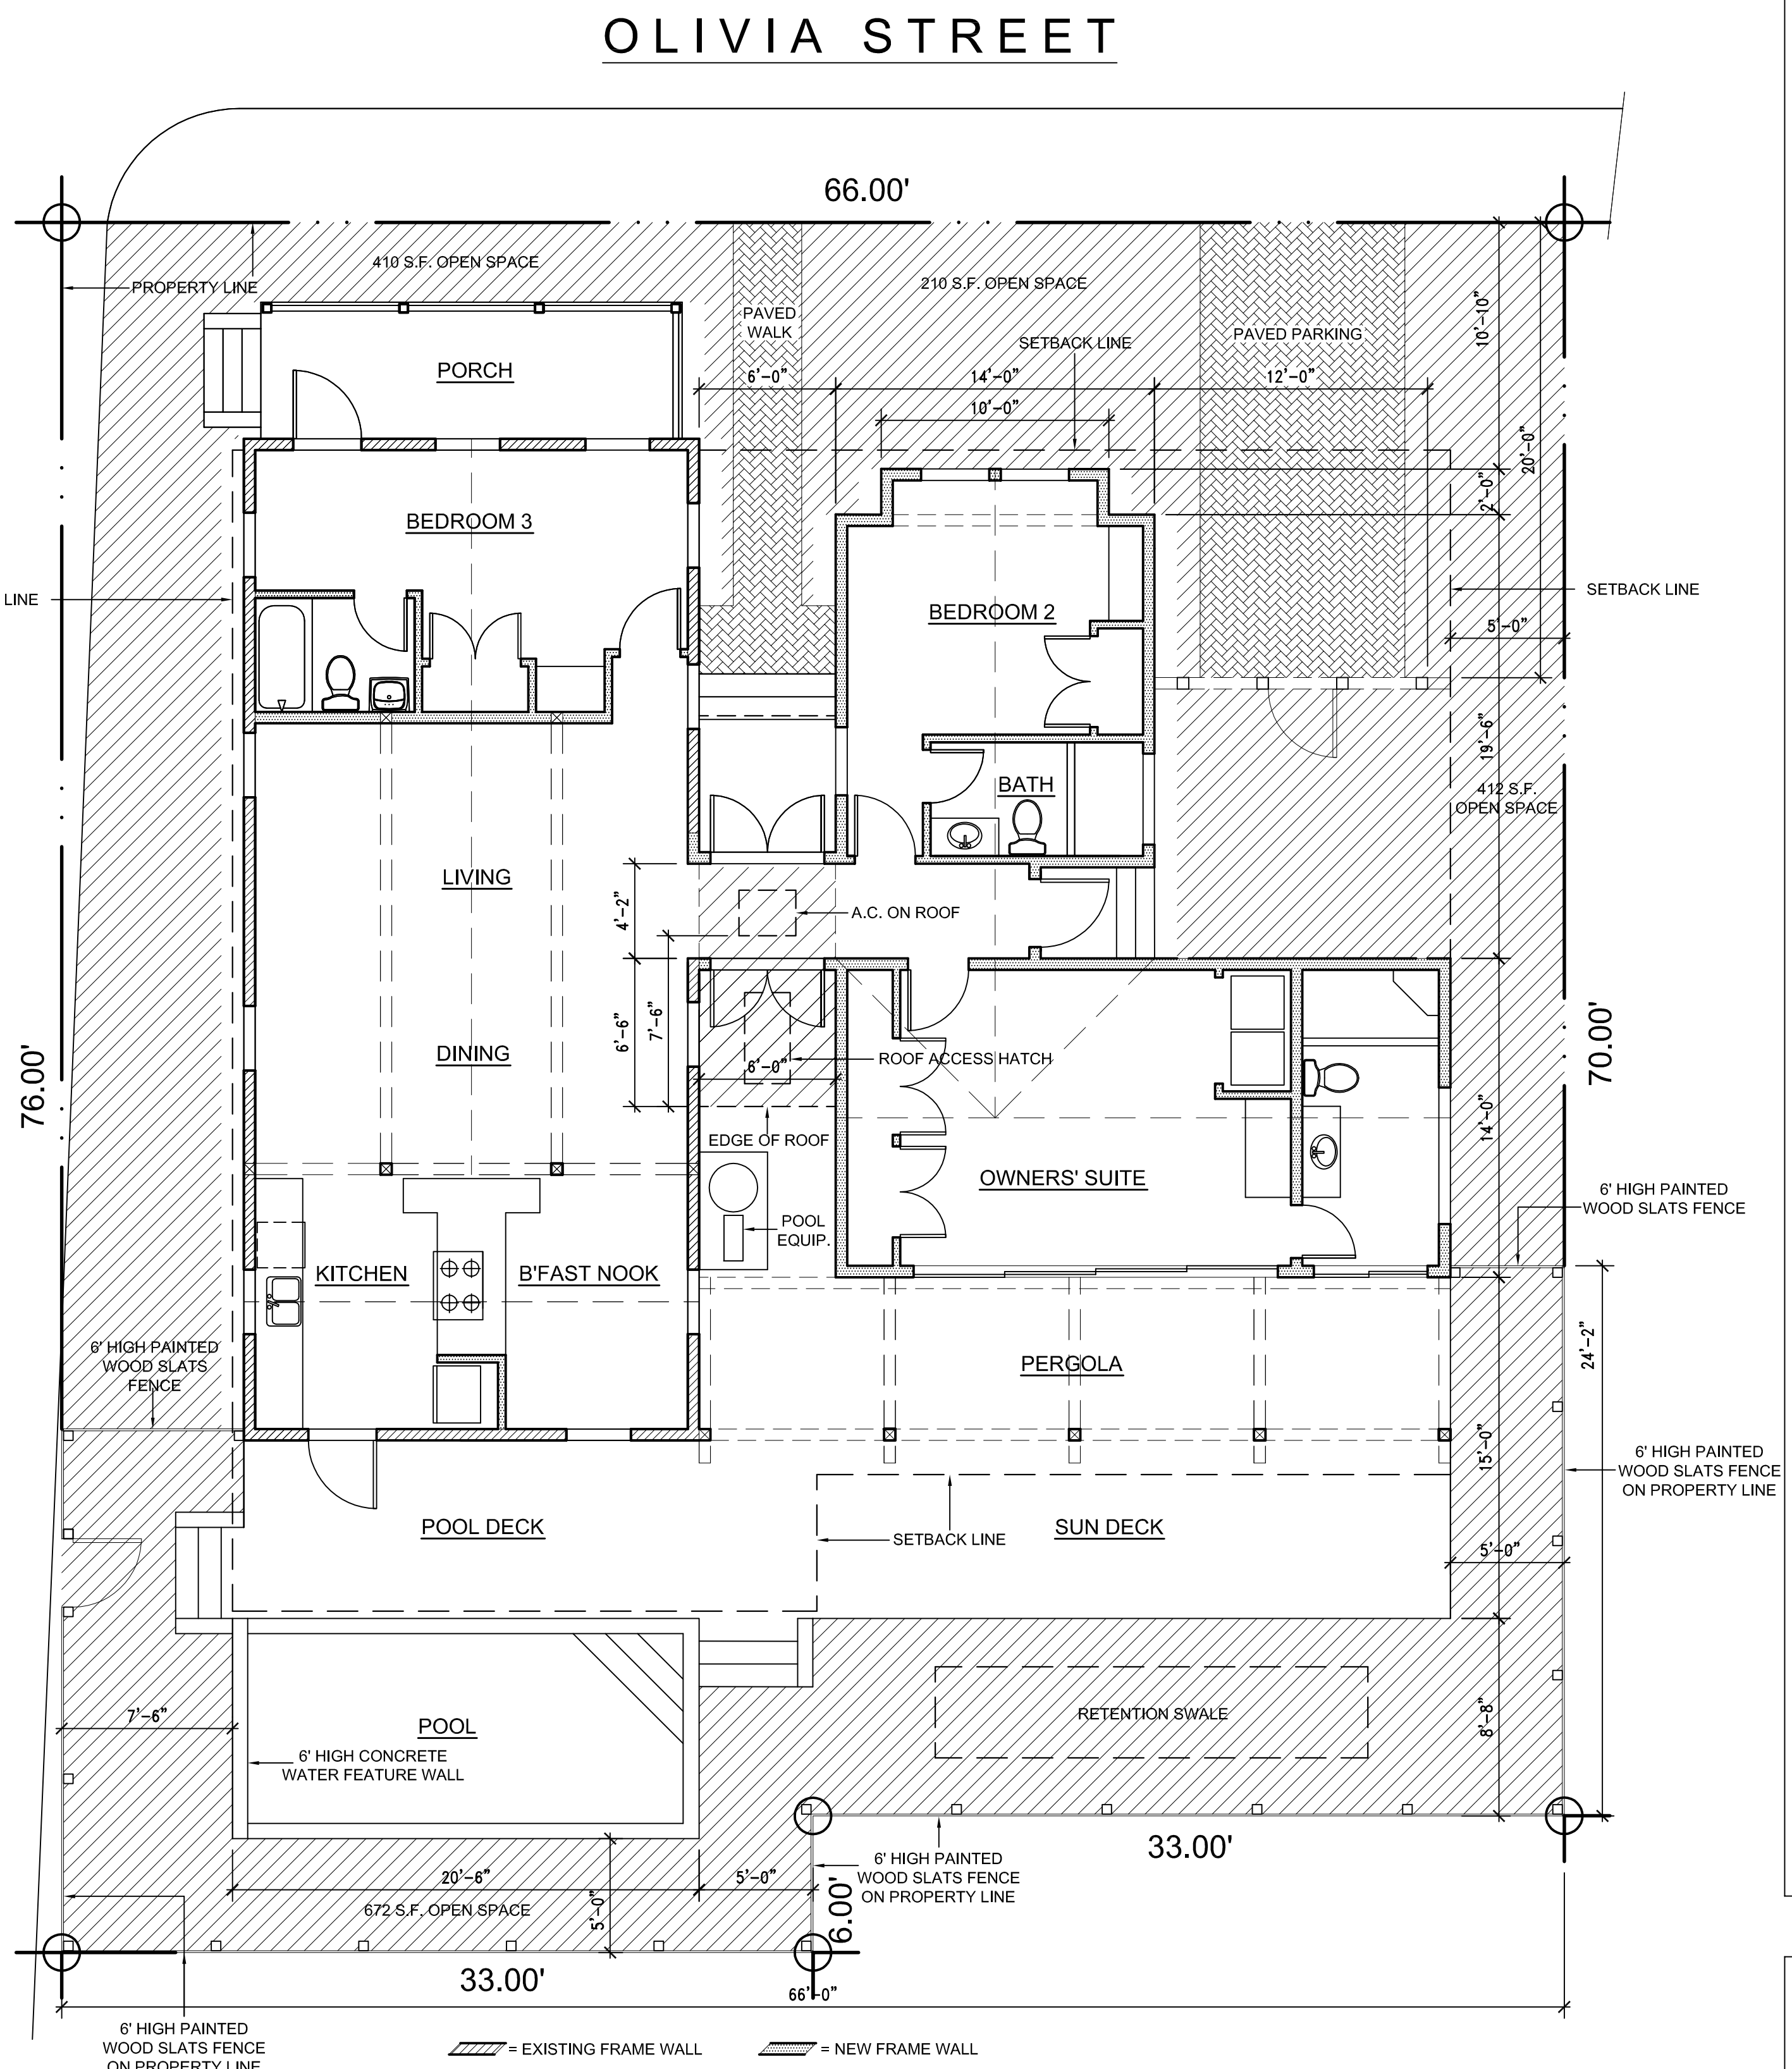 OLIVIA STREET
66.00'
410 S.F. OPEN SPACE
PROPERTY LINE
210 S.F. OPEN SPACE
PAVED
WALK
SETBACK LINE
PAVED PARKING
10'-10"
PORCH
6'-0"
14'-0"
12'-0"
10'-0"
20'-0"
2'-0"
BEDROOM 3
LINE
BEDROOM 2
SETBACK LINE
5'-0"
19'-6"
BATH
412 S.F.
OPEN SPACE
LIVING
4'-2"
A.C. ON ROOF
DINING
6'-6"
7'-6"
6'-0"
ROOF ACCESS HATCH
76.00'
70.00'
14'-0"
EDGE OF ROOF
OWNERS' SUITE
6' HIGH PAINTED
WOOD SLATS FENCE
POOL
EQUIP.
KITCHEN
B'FAST NOOK
6' HIGH PAINTED
WOOD SLATS
FENCE
PERGOLA
24'-2"
15'-0"
6' HIGH PAINTED
WOOD SLATS FENCE
ON PROPERTY LINE
POOL DECK
SETBACK LINE
SUN DECK
5'-0"
7'-6"
POOL
6' HIGH CONCRETE
WATER FEATURE WALL
RETENTION SWALE
8'-8"
33.00'
6' HIGH PAINTED
WOOD SLATS FENCE
ON PROPERTY LINE
20'-6"
5'-0"
5'-0"
6.00'
672 S.F. OPEN SPACE
33.00'
66'-0"
6' HIGH PAINTED
WOOD SLATS FENCE
ON PROPERTY LINE
= EXISTING FRAME WALL
= NEW FRAME WALL